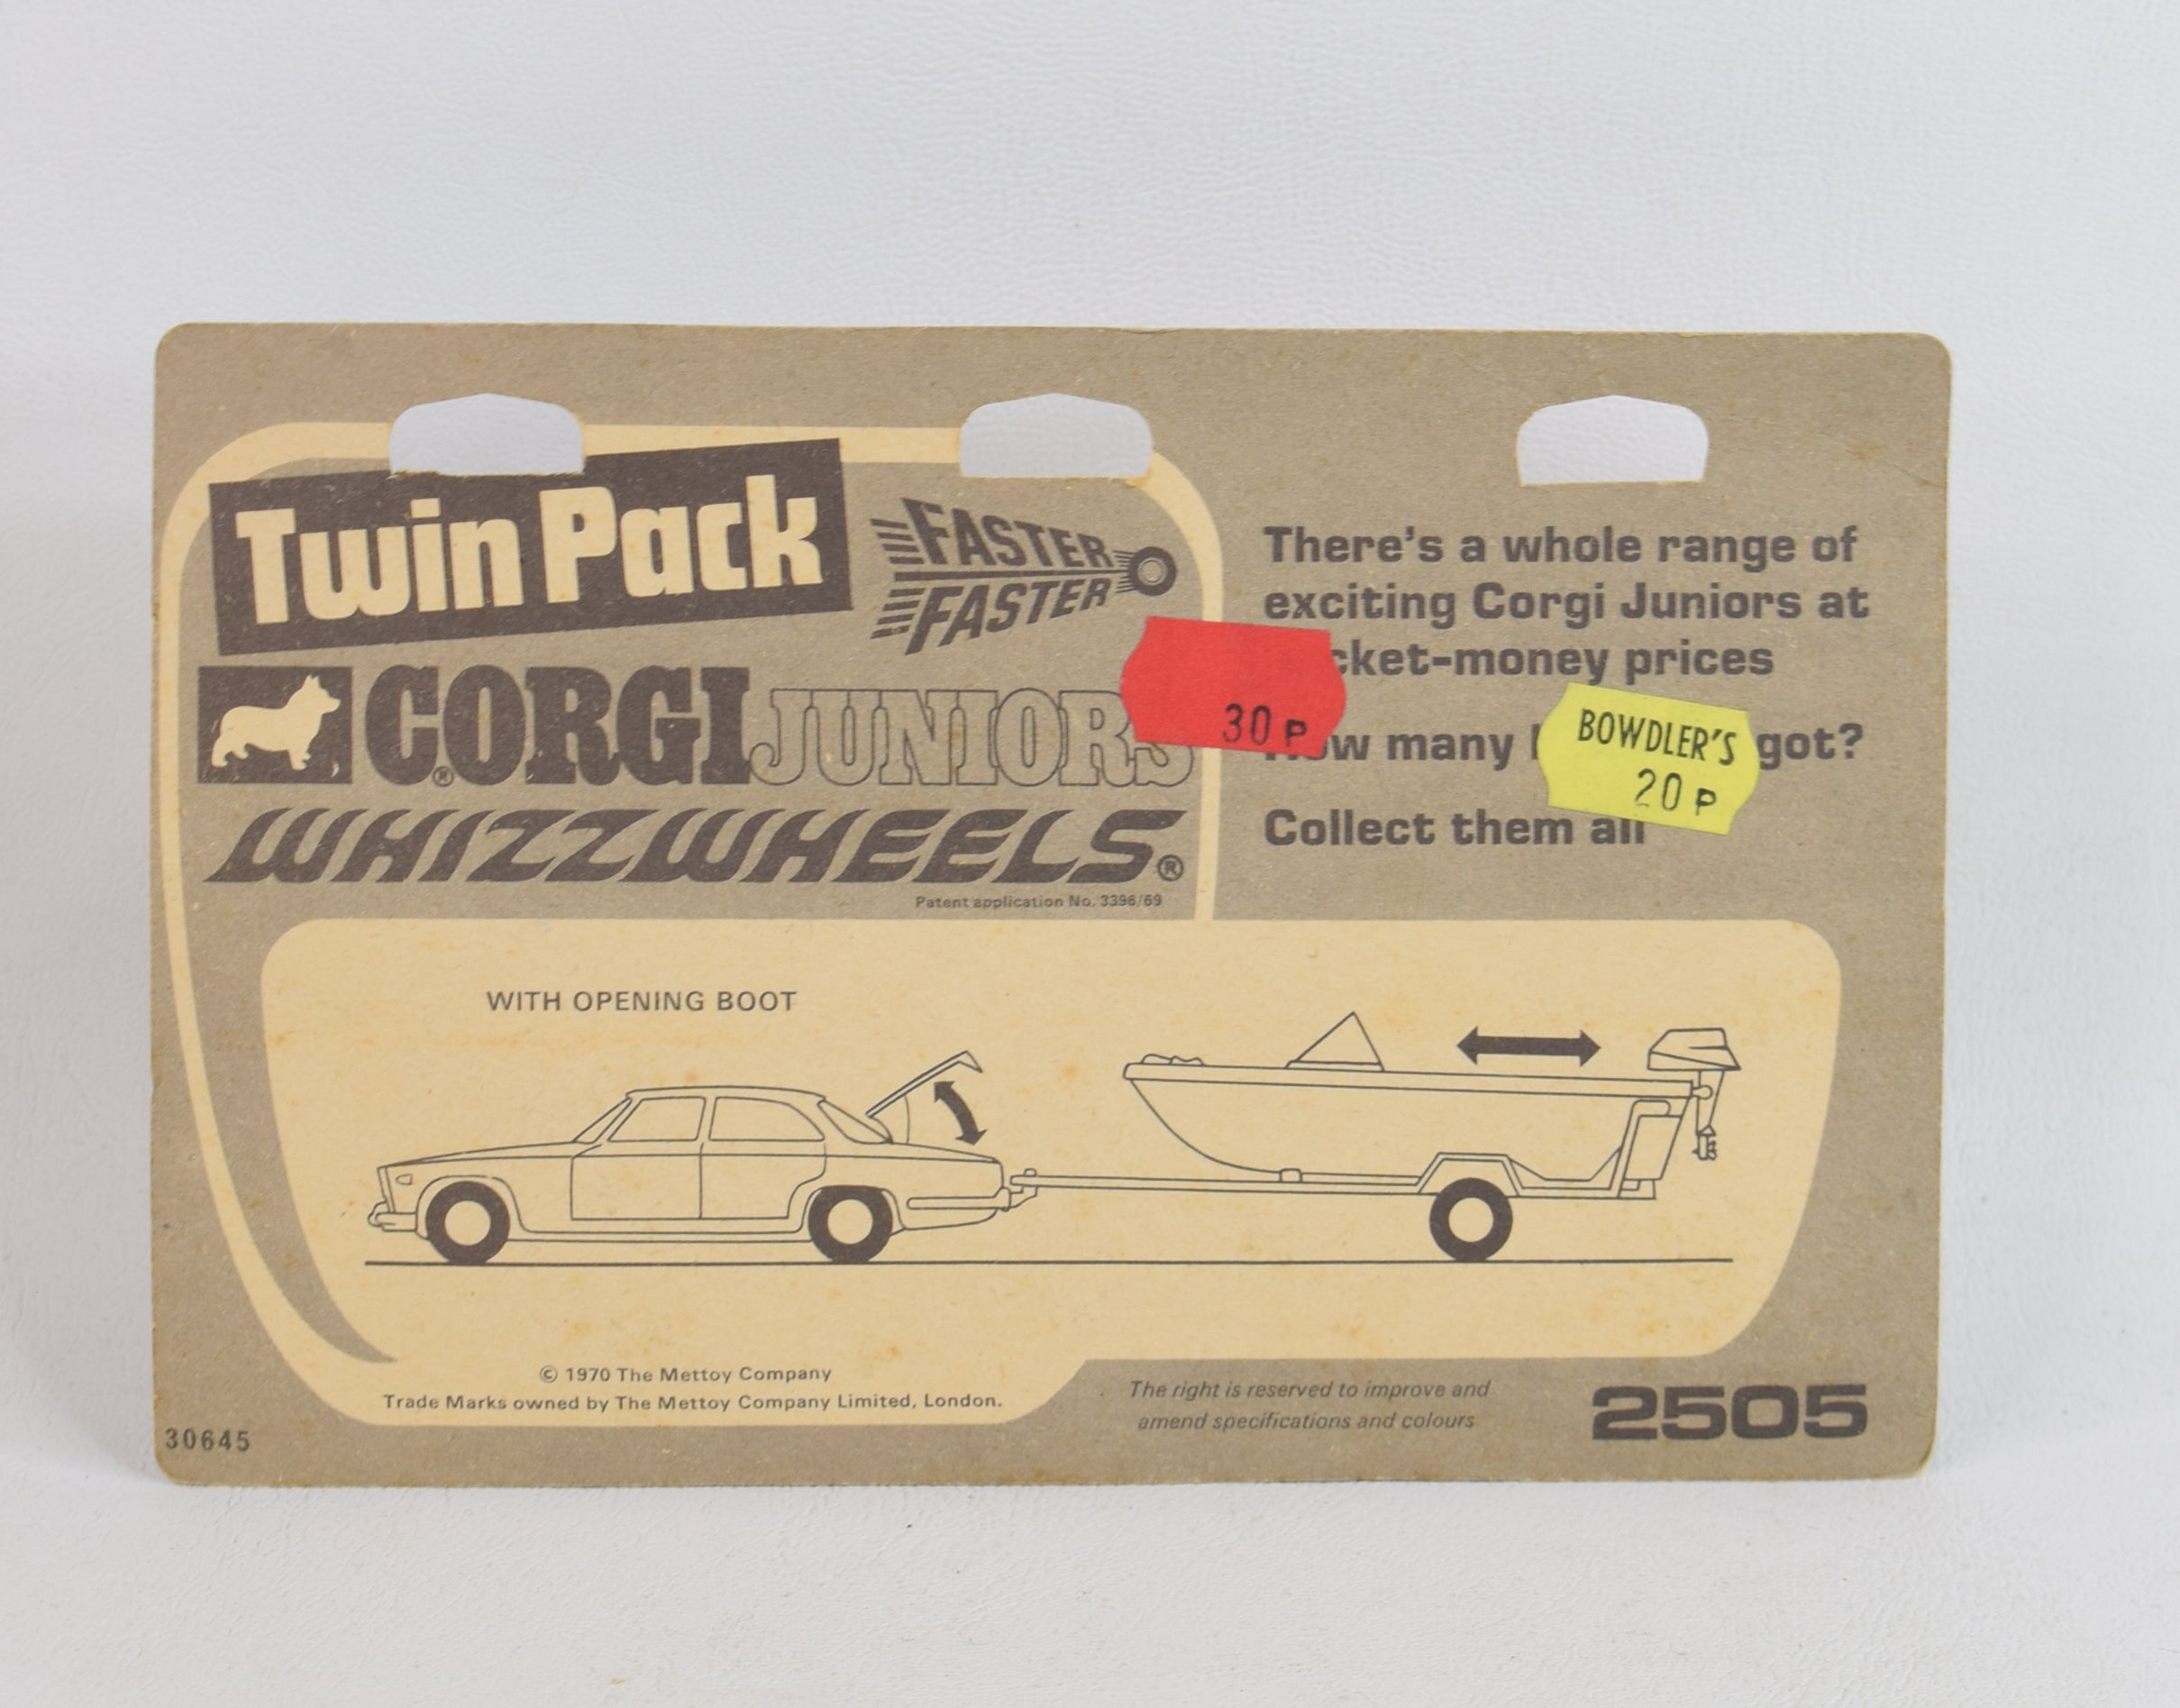 Twin Pack
FASTER
FASTER
CORGI® JUNIORS
WHIZZWHEELS®
Patent application No. 3396/69
There's a whole range of
exciting Corgi Juniors at
cket-money prices
30P
w many got?
BOWDLER'S
20P
Collect them all
WITH OPENING BOOT
© 1970 The Mettoy Company
Trade Marks owned by The Mettoy Company Limited, London.
The right is reserved to improve and
amend specifications and colours
2505
30645